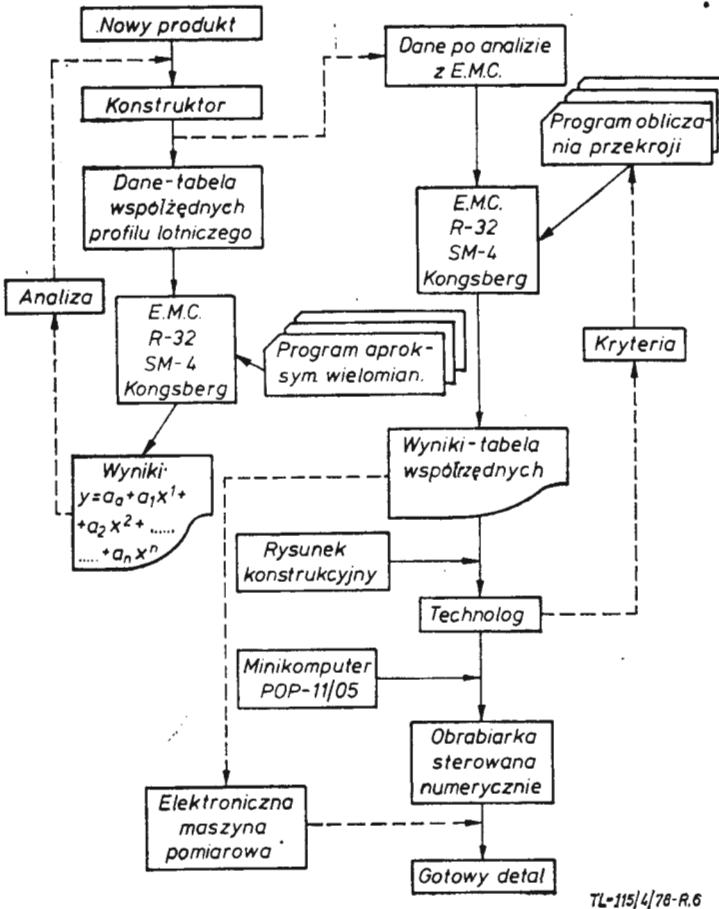 Nowy produkt
Konstruktor
Dane-tabela
współżędnych
profilu lotniczego
Analiza
E.M.C.
R-32
SM-4
Kongsberg
Program aprok-
sym. wielomian.
Wyniki
y=a₀+a₁x¹+
+a₂x²+......
.....+aₙxⁿ
Dane po analizie
z E.M.C.
Program oblicza-
nia przekroji
E.M.C.
R-32
SM-4
Kongsberg
Kryteria
Wyniki-tabela
współrzędnych
Rysunek
konstrukcyjny
Technolog
Minikomputer
POP-11/05
Obrabiarka
sterowana
numerycznie
Elektroniczna
maszyna
pomiarowa
Gotowy detal
TL-115/4/78-R.6